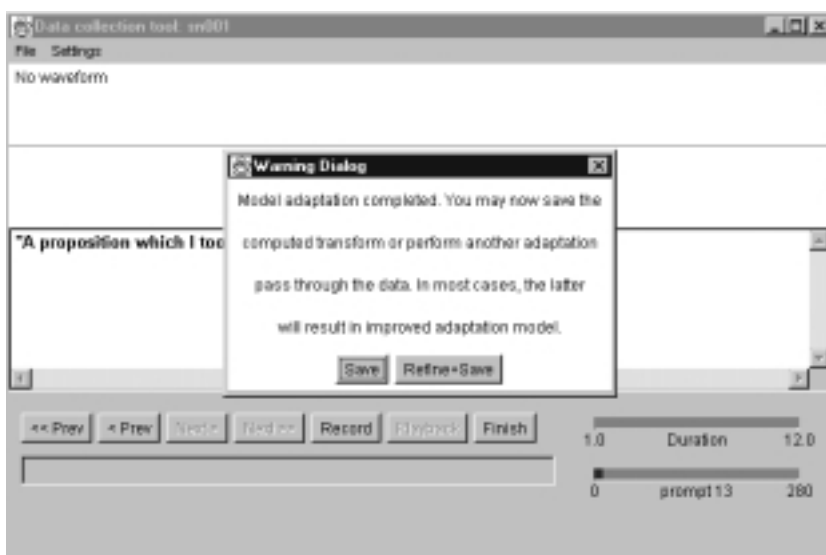 Data collection tool: sn001
File Settings
No waveform
Warning Dialog
Model adaptation completed. You may now save the
computed transform or perform another adaptation
pass through the data. In most cases, the latter
will result in improved adaptation model.
Save Refine+Save
"A proposition which I too
<< Prev < Prev Next > Next >> Record Playback Finish
1.0 Duration 12.0
0 prompt 13 280